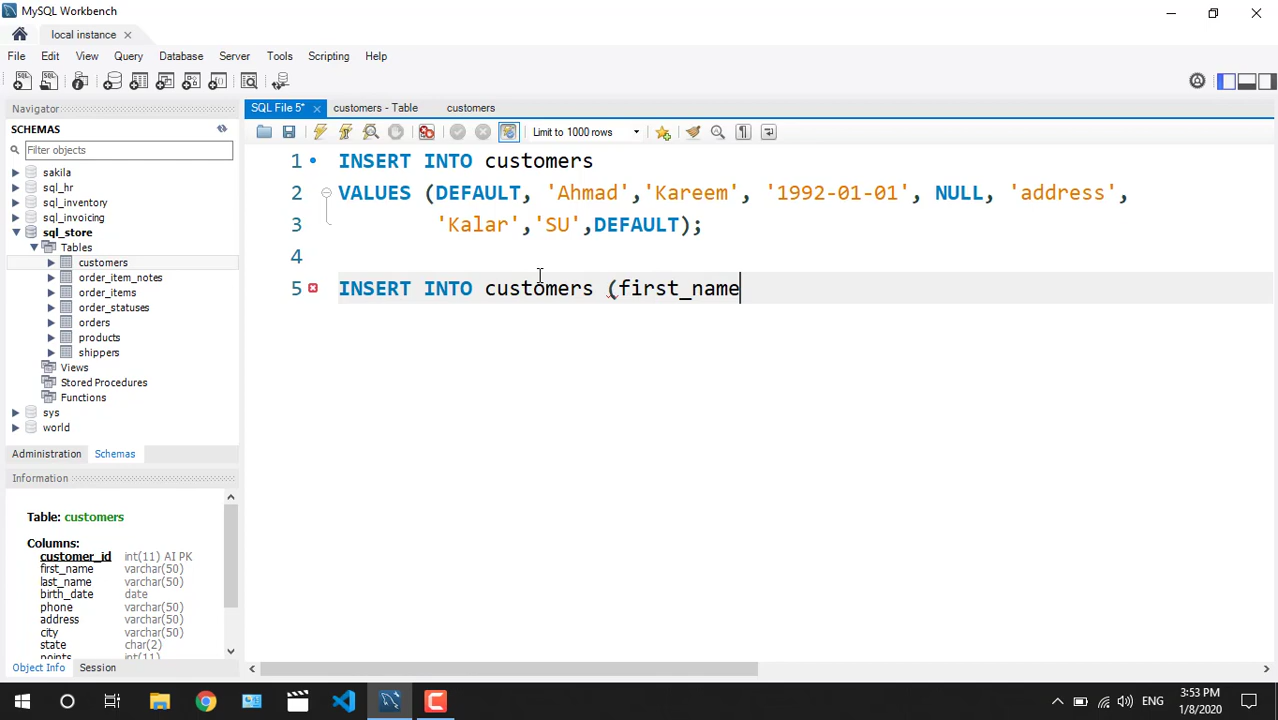 MySQL Workbench
local instance
File Edit View Query Database Server Tools Scripting Help
Navigator
SCHEMAS
Filter objects
sakila
sql_hr
sql_inventory
sql_invoicing
sql_store
Tables
customers
order_item_notes
order_items
order_statuses
orders
products
shippers
Views
Stored Procedures
Functions
sys
world
Administration Schemas
Information
Table: customers
Columns:
customer_id int(11) AI PK
first_name varchar(50)
last_name varchar(50)
birth_date date
phone varchar(50)
address varchar(50)
city varchar(50)
state char(2)
points int(11)
Object Info Session
SQL File 5* customers - Table customers
Limit to 1000 rows
1 INSERT INTO customers
2 VALUES (DEFAULT, 'Ahmad','Kareem', '1992-01-01', NULL, 'address',
3 'Kalar','SU',DEFAULT);
4
5 INSERT INTO customers (first_name
ENG
3:53 PM
1/8/2020